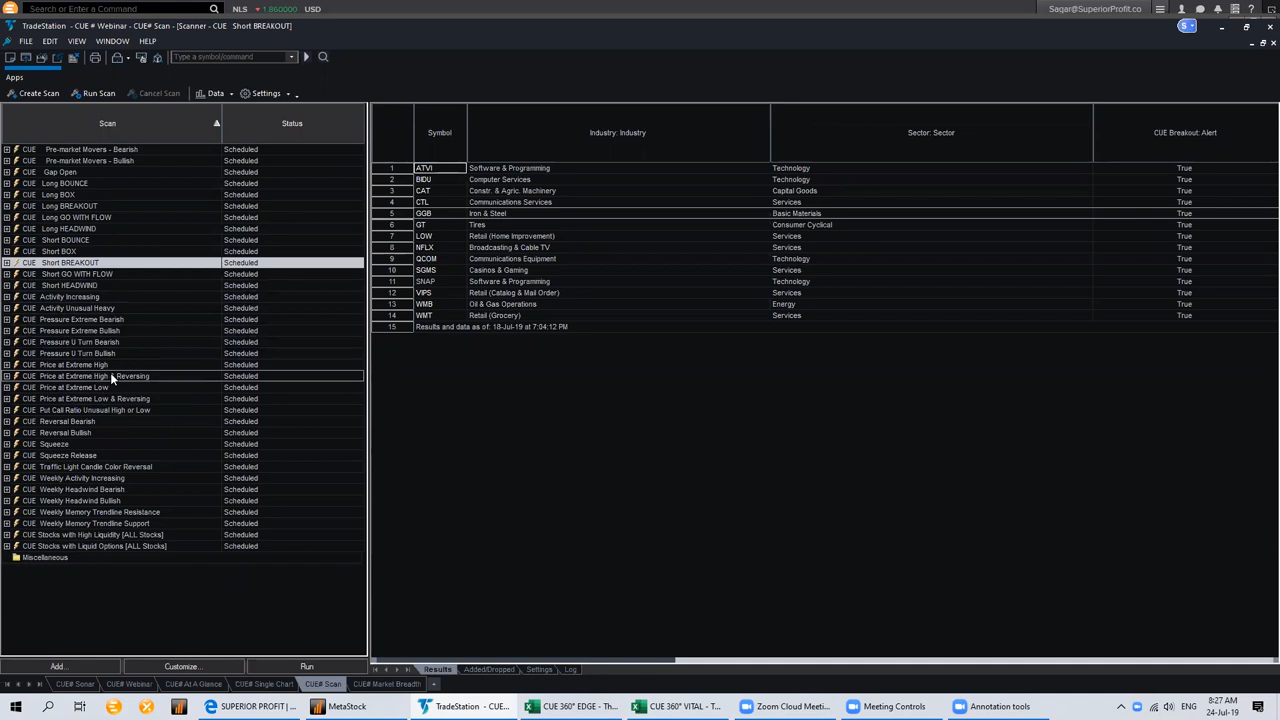 Search or Enter Command NLS 1.860000 USD Sagar@SuperiorProfit.co
TradeStation - CUE # Webinar - CUE# Scan - [Scanner - CUE Short BREAKOUT] S
FILE EDIT VIEW WINDOW HELP
Type a symbol/command
Apps
Create Scan Run Scan Cancel Scan Data Settings
Scan Status
CUE Pre-market Movers - Bearish Scheduled
CUE Pre-market Movers - Bullish Scheduled
CUE Gap Open Scheduled
CUE Long BOUNCE Scheduled
CUE Long BOX Scheduled
CUE Long BREAKOUT Scheduled
CUE Long GO WITH FLOW Scheduled
CUE Long HEADWIND Scheduled
CUE Short BOUNCE Scheduled
CUE Short BOX Scheduled
CUE Short BREAKOUT Scheduled
CUE Short GO WITH FLOW Scheduled
CUE Short HEADWIND Scheduled
CUE Activity Increasing Scheduled
CUE Activity Unusual Heavy Scheduled
CUE Pressure Extreme Bearish Scheduled
CUE Pressure Extreme Bullish Scheduled
CUE Pressure U Turn Bearish Scheduled
CUE Pressure U Turn Bullish Scheduled
CUE Price at Extreme High Scheduled
CUE Price at Extreme High & Reversing Scheduled
CUE Price at Extreme Low Scheduled
CUE Price at Extreme Low & Reversing Scheduled
CUE Put Call Ratio Unusual High or Low Scheduled
CUE Reversal Bearish Scheduled
CUE Reversal Bullish Scheduled
CUE Squeeze Scheduled
CUE Squeeze Release Scheduled
CUE Traffic Light Candle Color Reversal Scheduled
CUE Weekly Activity Increasing Scheduled
CUE Weekly Headwind Bearish Scheduled
CUE Weekly Headwind Bullish Scheduled
CUE Weekly Memory Trendline Resistance Scheduled
CUE Weekly Memory Trendline Support Scheduled
CUE Stocks with High Liquidity [ALL Stocks] Scheduled
CUE Stocks with Liquid Options [ALL Stocks] Scheduled
Miscellaneous
Add... Customize... Run
Symbol Industry: Industry Sector: Sector CUE Breakout: Alert
1 ATVI Software & Programming Technology True
2 BIDU Computer Services Technology True
3 CAT Constr. & Agric. Machinery Capital Goods True
4 CTL Communications Services Services True
5 GGB Iron & Steel Basic Materials True
6 GT Tires Consumer Cyclical True
7 LOW Retail (Home Improvement) Services True
8 NFLX Broadcasting & Cable TV Services True
9 QCOM Communications Equipment Technology True
10 SGMS Casinos & Gaming Services True
11 SNAP Software & Programming Technology True
12 VIPS Retail (Catalog & Mail Order) Services True
13 WMB Oil & Gas Operations Energy True
14 WMT Retail (Grocery) Services True
15 Results and data as of: 18-Jul-19 at 7:04:12 PM
Results Added/Dropped Settings Log
CUE# Sonar CUE# Webinar CUE# At A Glance CUE# Single Chart CUE# Scan CUE# Market Breadth +
SUPERIOR PROFIT |... MetaStock TradeStation - CUE... CUE 360° EDGE - Th... CUE 360° VITAL - T... Zoom Cloud Meeti... Meeting Controls Annotation tools 8:27 AM
24-Jul-19